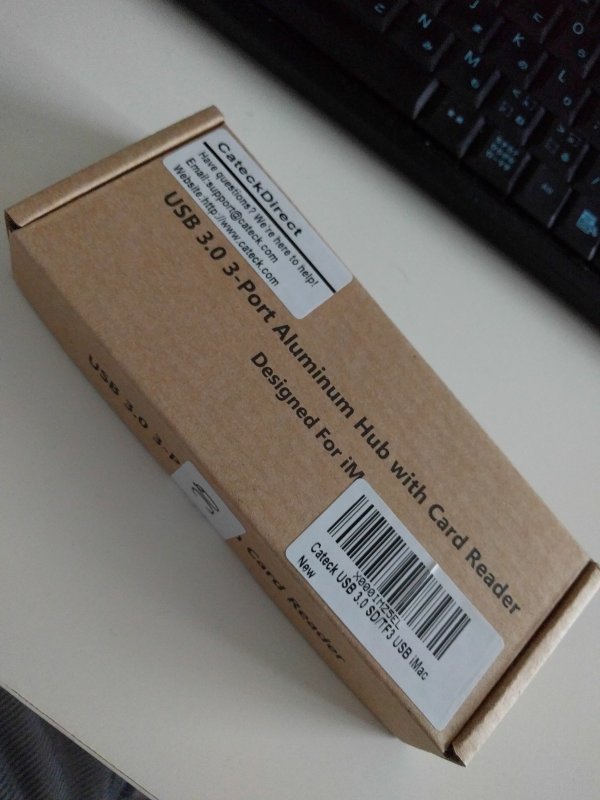 CateckDirect
Have questions? We're here to help!
Email:support@cateck.com
Website:http://www.cateck.com
USB 3.0 3-Port Aluminum Hub with Card Reader
Designed For iM
X000IMZ5EL
Cateck USB 3.0 SD/TF3 USB iMac
New
USB 3.0 3-P
Card Reader
N
M
J
K
L
O